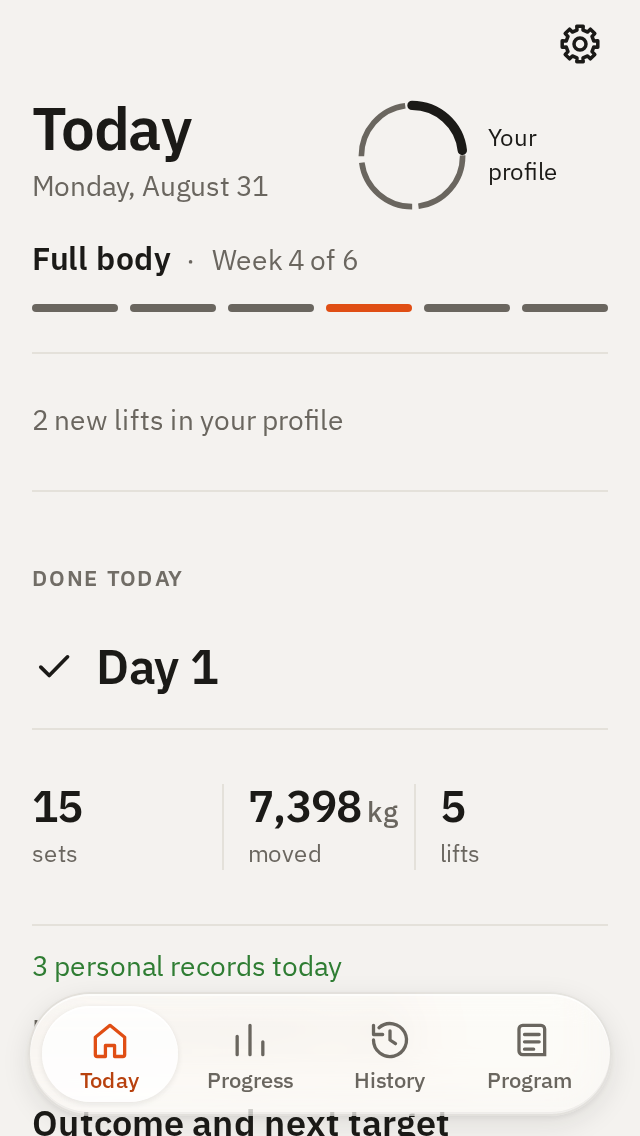 Today
Monday, August 31
Your
profile
Full body · Week 4 of 6
2 new lifts in your profile
DONE TODAY
Day 1
15
sets
7,398 kg
moved
5
lifts
3 personal records today
Today
Progress
History
Program
Outcome and next target